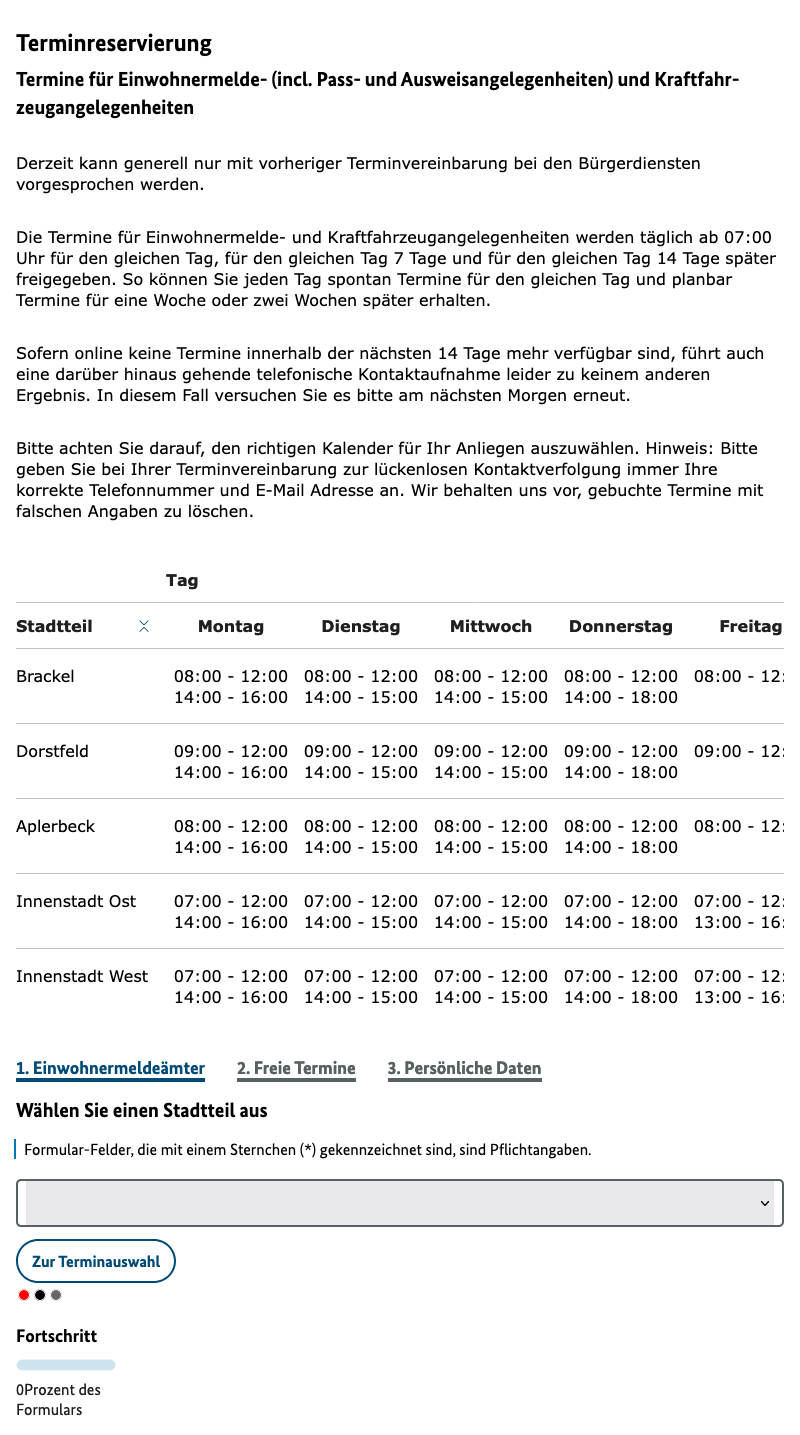 Terminreservierung
Termine für Einwohnermelde- (incl. Pass- und Ausweisangelegenheiten) und Kraftfahr-
zeugangelegenheiten
Derzeit kann generell nur mit vorheriger Terminvereinbarung bei den Bürgerdiensten
vorgesprochen werden.
Die Termine für Einwohnermelde- und Kraftfahrzeugangelegenheiten werden täglich ab 07:00
Uhr für den gleichen Tag, für den gleichen Tag 7 Tage und für den gleichen Tag 14 Tage später
freigegeben. So können Sie jeden Tag spontan Termine für den gleichen Tag und planbar
Termine für eine Woche oder zwei Wochen später erhalten.
Sofern online keine Termine innerhalb der nächsten 14 Tage mehr verfügbar sind, führt auch
eine darüber hinaus gehende telefonische Kontaktaufnahme leider zu keinem anderen
Ergebnis. In diesem Fall versuchen Sie es bitte am nächsten Morgen erneut.
Bitte achten Sie darauf, den richtigen Kalender für Ihr Anliegen auszuwählen. Hinweis: Bitte
geben Sie bei Ihrer Terminvereinbarung zur lückenlosen Kontaktverfolgung immer Ihre
korrekte Telefonnummer und E-Mail Adresse an. Wir behalten uns vor, gebuchte Termine mit
falschen Angaben zu löschen.
Tag
Stadtteil Montag Dienstag Mittwoch Donnerstag Freitag
Brackel 08:00 - 12:00 08:00 - 12:00 08:00 - 12:00 08:00 - 12:00 08:00 - 12:
14:00 - 16:00 14:00 - 15:00 14:00 - 15:00 14:00 - 18:00
Dorstfeld 09:00 - 12:00 09:00 - 12:00 09:00 - 12:00 09:00 - 12:00 09:00 - 12:
14:00 - 16:00 14:00 - 15:00 14:00 - 15:00 14:00 - 18:00
Aplerbeck 08:00 - 12:00 08:00 - 12:00 08:00 - 12:00 08:00 - 12:00 08:00 - 12:
14:00 - 16:00 14:00 - 15:00 14:00 - 15:00 14:00 - 18:00
Innenstadt Ost 07:00 - 12:00 07:00 - 12:00 07:00 - 12:00 07:00 - 12:00 07:00 - 12:
14:00 - 16:00 14:00 - 15:00 14:00 - 15:00 14:00 - 18:00 13:00 - 16:
Innenstadt West 07:00 - 12:00 07:00 - 12:00 07:00 - 12:00 07:00 - 12:00 07:00 - 12:
14:00 - 16:00 14:00 - 15:00 14:00 - 15:00 14:00 - 18:00 13:00 - 16:
1. Einwohnermeldeämter 2. Freie Termine 3. Persönliche Daten
Wählen Sie einen Stadtteil aus
Formular-Felder, die mit einem Sternchen (*) gekennzeichnet sind, sind Pflichtangaben.
Zur Terminauswahl
Fortschritt
0Prozent des
Formulars